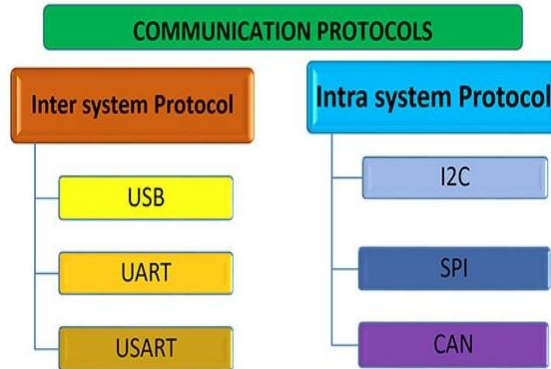 COMMUNICATION PROTOCOLS
Inter system Protocol
USB
UART
USART
Intra system Protocol
I2C
SPI
CAN